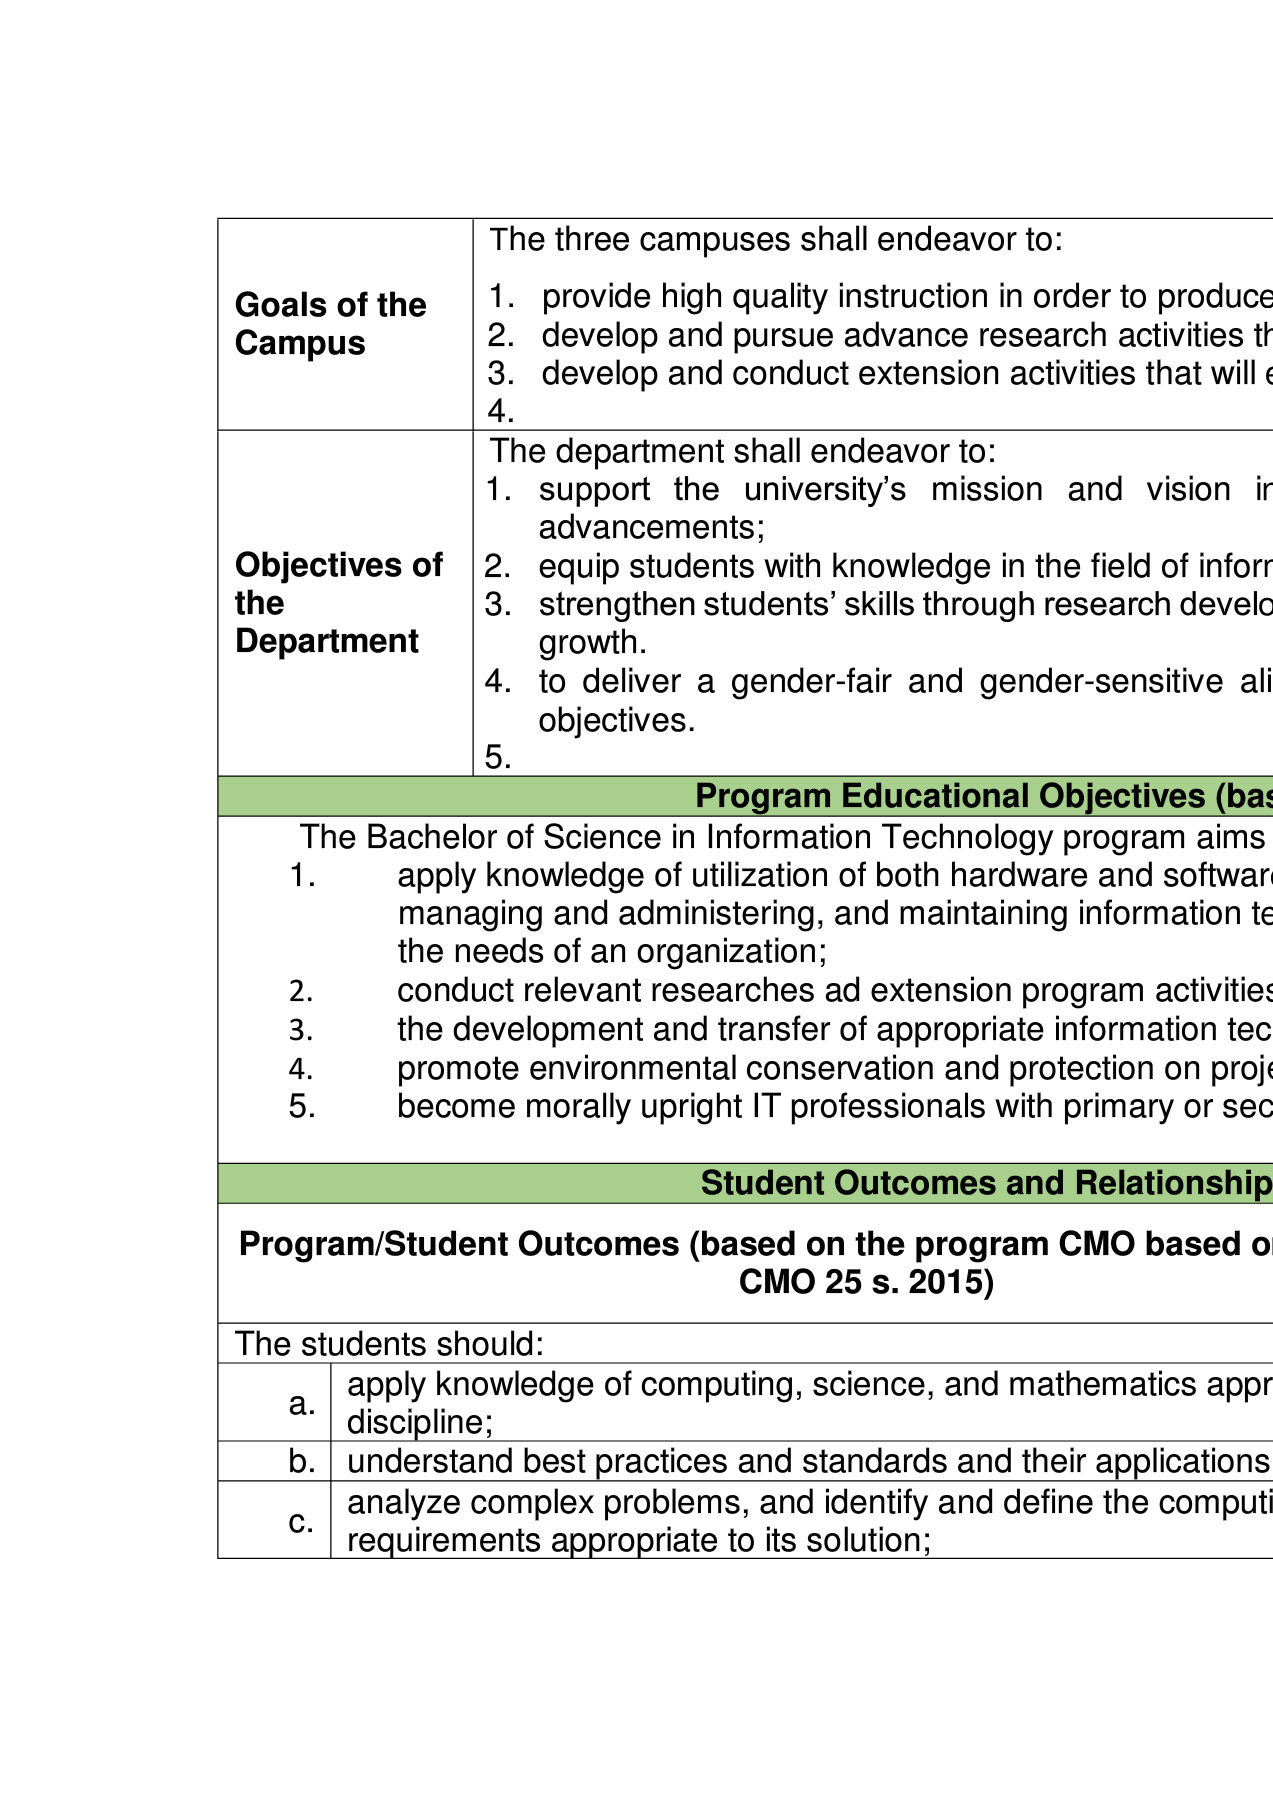 The three campuses shall endeavor to:
Goals of the
Campus
1. provide high quality instruction in order to produce
2. develop and pursue advance research activities th
3. develop and conduct extension activities that will e
4.
The department shall endeavor to:
Objectives of
the
Department
1. support the university’s mission and vision in
advancements;
2. equip students with knowledge in the field of inforn
3. strengthen students’ skills through research develo
growth.
4. to deliver a gender-fair and gender-sensitive ali
objectives.
5.
Program Educational Objectives (bas
The Bachelor of Science in Information Technology program aims
1. apply knowledge of utilization of both hardware and software
managing and administering, and maintaining information te
the needs of an organization;
2. conduct relevant researches ad extension program activities
3. the development and transfer of appropriate information tec
4. promote environmental conservation and protection on proje
5. become morally upright IT professionals with primary or sec
Student Outcomes and Relationship
Program/Student Outcomes (based on the program CMO based on
CMO 25 s. 2015)
The students should:
a. apply knowledge of computing, science, and mathematics appr
discipline;
b. understand best practices and standards and their applications
c. analyze complex problems, and identify and define the computi
requirements appropriate to its solution;